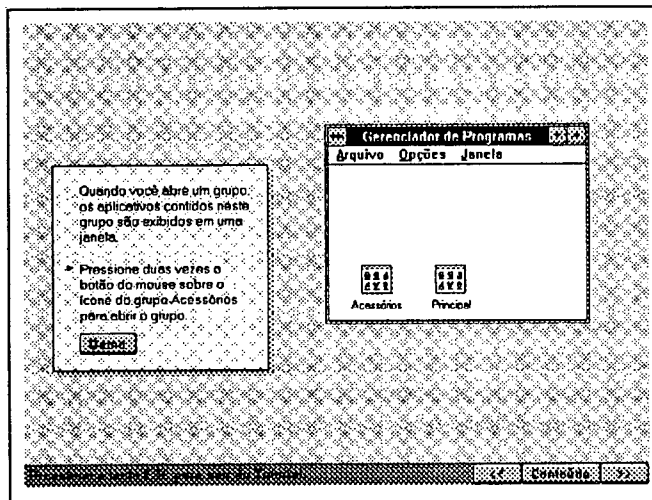 Gerenciador de Programas
Arquivo Opções Janela
Acessórios Principal
Quando você abre um grupo,
os aplicativos contidos neste
grupo são exibidos em uma
janela.
Pressione duas vezes o
botão do mouse sobre o
ícone do grupo Acessórios
para abrir o grupo.
Demo
<< Conteúdo >>